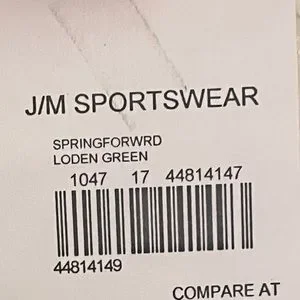 J/M SPORTSWEAR
SPRINGFORWRD
LODEN GREEN
1047 17 44814147
44814149
COMPARE AT